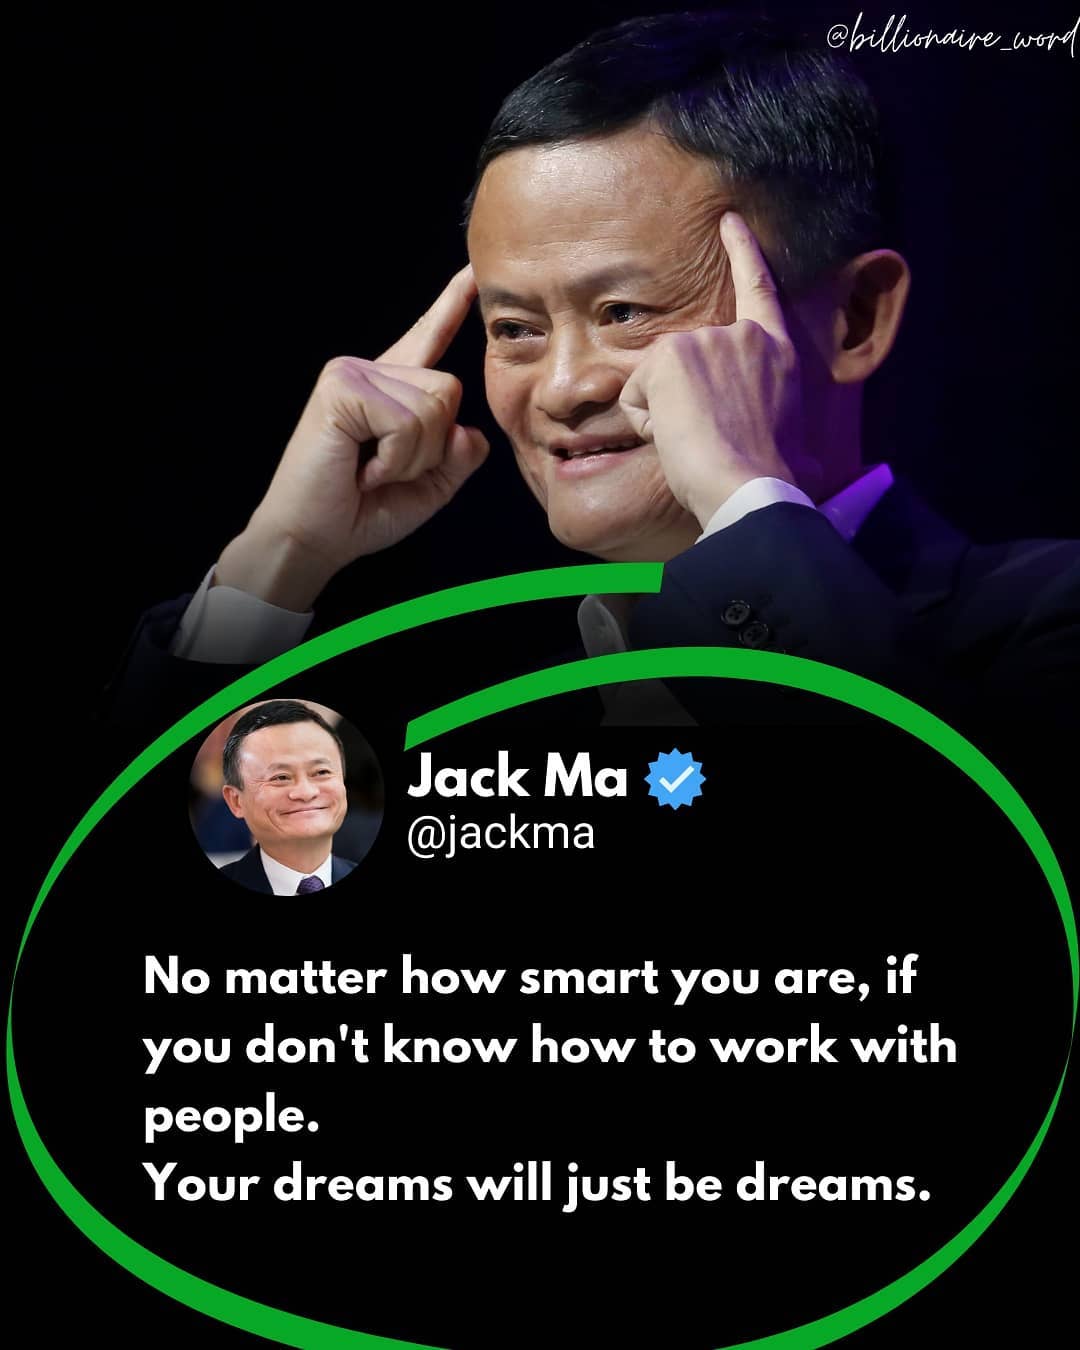 @billionaire_word
Jack Ma
@jackma
No matter how smart you are, if
you don't know how to work with
people.
Your dreams will just be dreams.